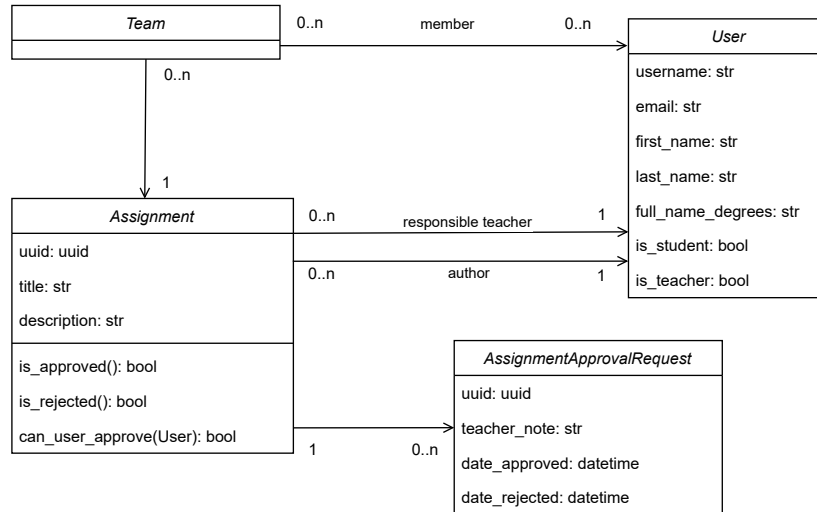 Team
0..n
member
0..n
User
username: str
email: str
first_name: str
last_name: str
full_name_degrees: str
is_student: bool
is_teacher: bool
0..n
1
Assignment
uuid: uuid
title: str
description: str
is_approved(): bool
is_rejected(): bool
can_user_approve(User): bool
0..n
responsible teacher
1
0..n
author
1
1
0..n
AssignmentApprovalRequest
uuid: uuid
teacher_note: str
date_approved: datetime
date_rejected: datetime